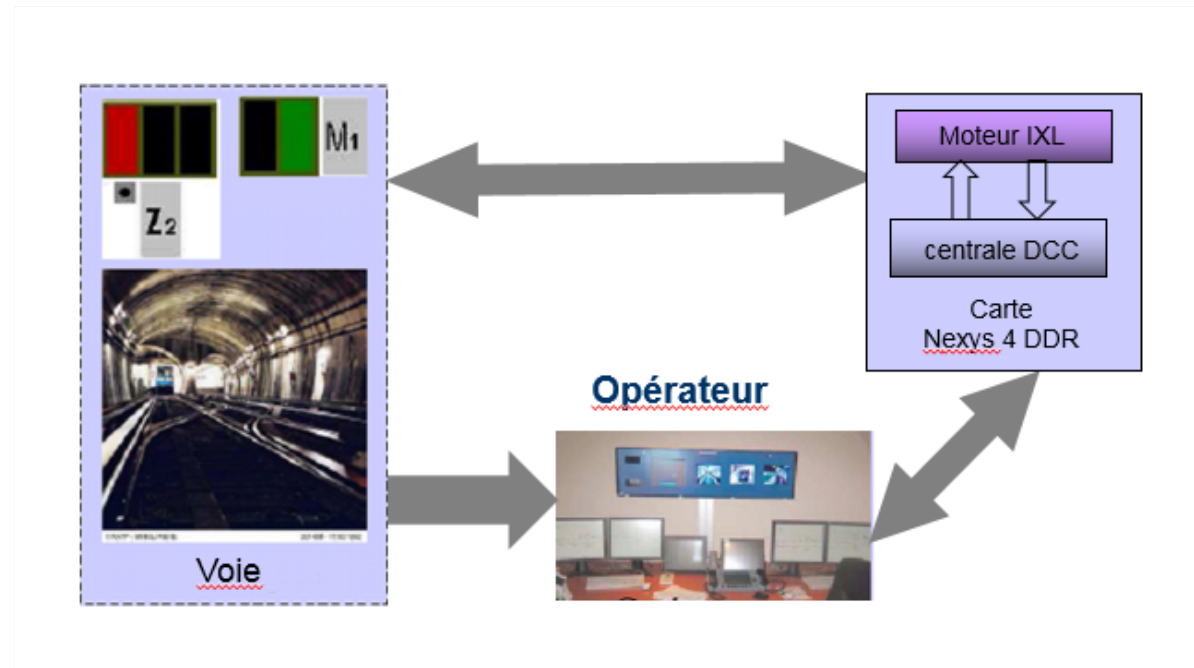 M1
Z2
Voie
Opérateur
Moteur IXL
centrale DCC
Carte
Nexys 4 DDR